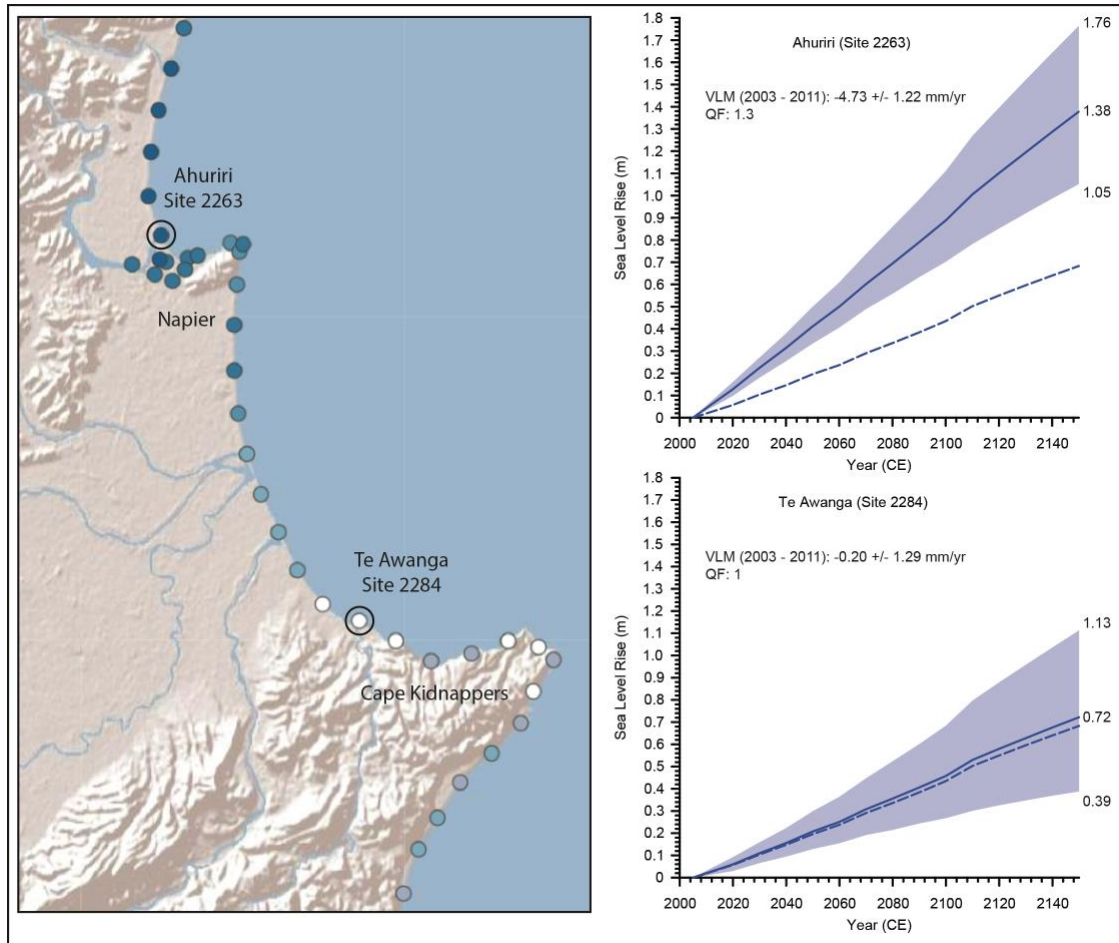 Ahuriri
Site 2263
Napier
Te Awanga
Site 2284
Cape Kidnappers
Ahuriri (Site 2263)
VLM (2003 - 2011): -4.73 +/- 1.22 mm/yr
QF: 1.3
Sea Level Rise (m)
1.8
1.7
1.6
1.5
1.4
1.3
1.2
1.1
1.0
0.9
0.8
0.7
0.6
0.5
0.4
0.3
0.2
0.1
0
1.76
1.38
1.05
2000 2020 2040 2060 2080 2100 2120 2140
Year (CE)
Te Awanga (Site 2284)
VLM (2003 - 2011): -0.20 +/- 1.29 mm/yr
QF: 1
Sea Level Rise (m)
1.8
1.7
1.6
1.5
1.4
1.3
1.2
1.1
1.0
0.9
0.8
0.7
0.6
0.5
0.4
0.3
0.2
0.1
0
1.13
0.72
0.39
2000 2020 2040 2060 2080 2100 2120 2140
Year (CE)